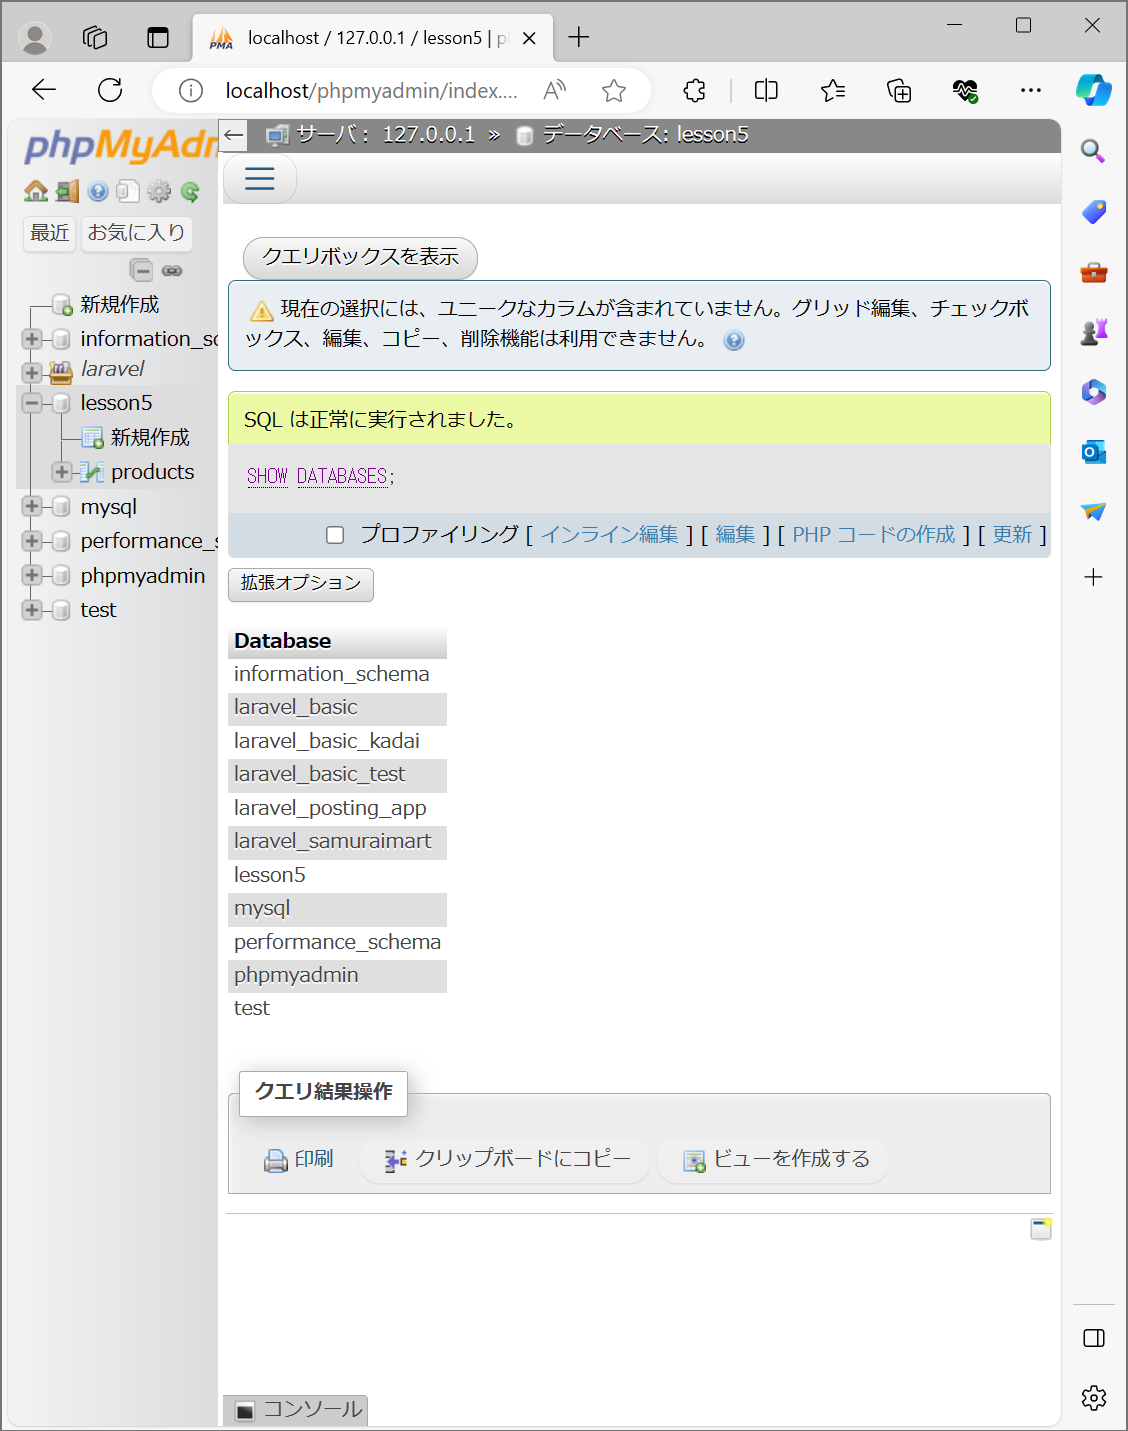 localhost / 127.0.0.1 / lesson5 | p
localhost/phpmyadmin/index....
phpMyAdm
← サーバ: 127.0.0.1 » データベース: lesson5
最近 お気に入り
新規作成
information_sc
laravel
lesson5
新規作成
products
mysql
performance_s
phpmyadmin
test
クエリボックスを表示
現在の選択には、ユニークなカラムが含まれていません。グリッド編集、チェックボ
ックス、編集、コピー、削除機能は利用できません。
SQL は正常に実行されました。
SHOW DATABASES;
プロファイリング [ インライン編集 ] [ 編集 ] [ PHP コードの作成 ] [ 更新 ]
拡張オプション
Database
information_schema
laravel_basic
laravel_basic_kadai
laravel_basic_test
laravel_posting_app
laravel_samuraimart
lesson5
mysql
performance_schema
phpmyadmin
test
クエリ結果操作
印刷 クリップボードにコピー ビューを作成する
コンソール